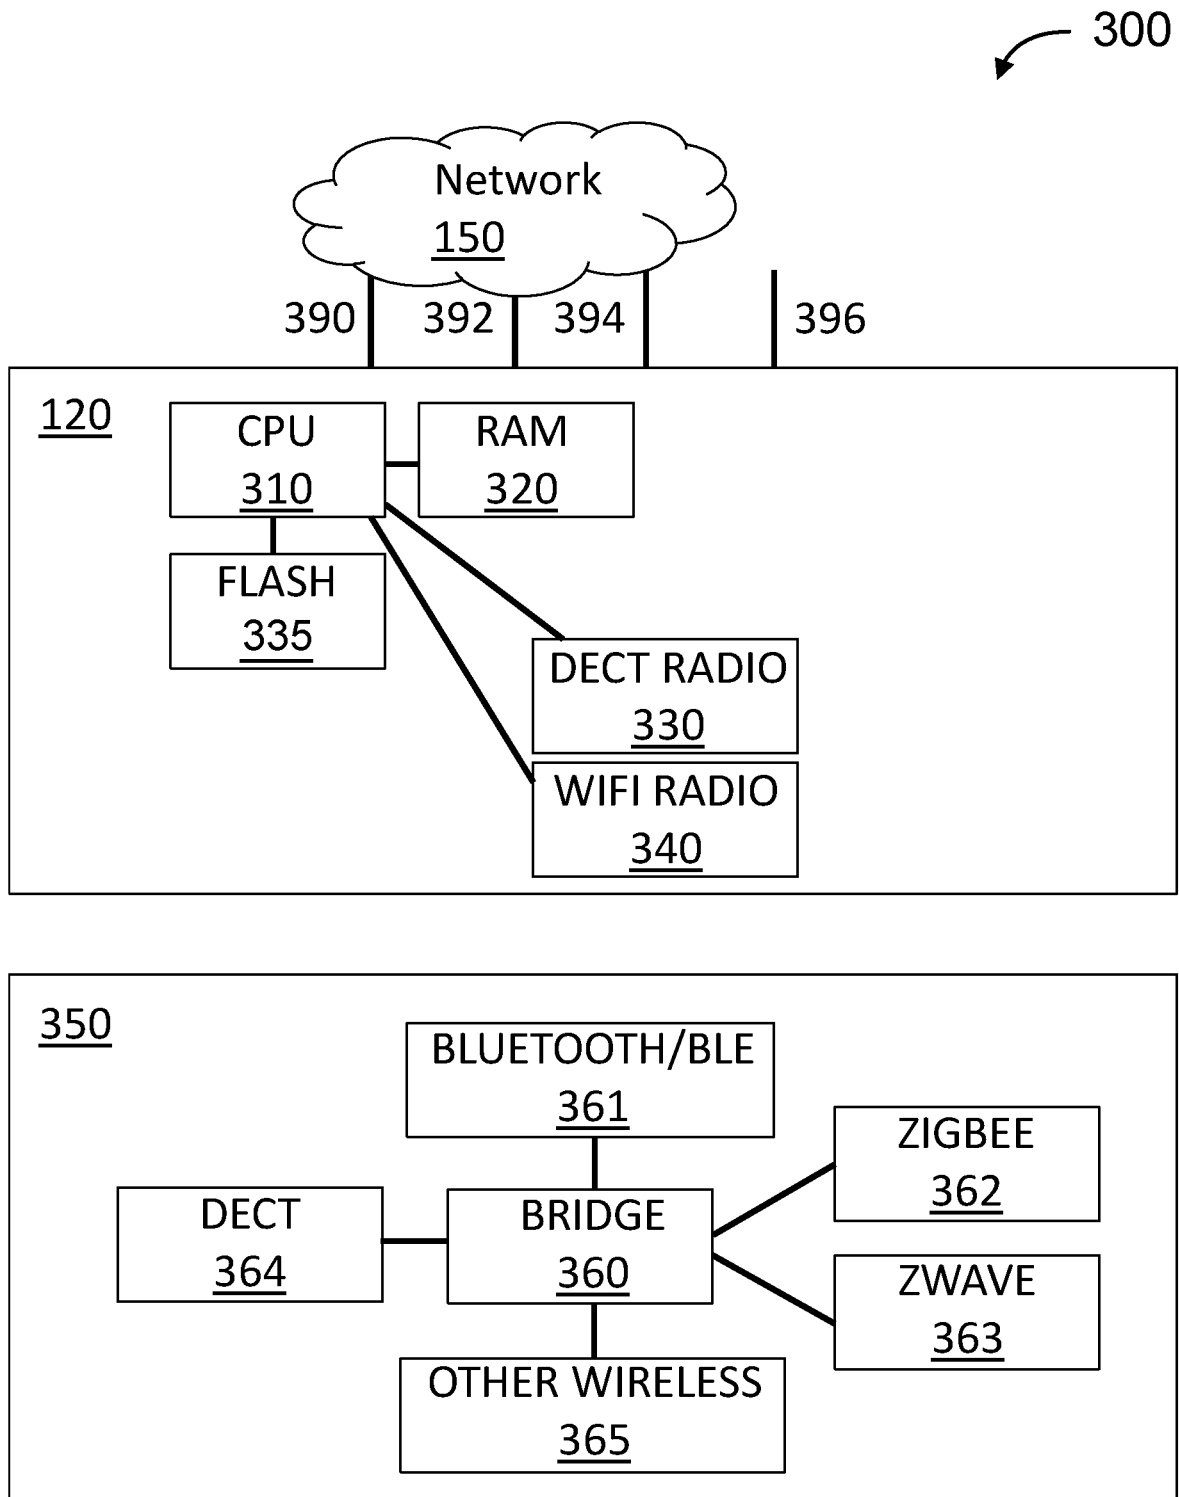 300
Network
150
390
392
394
396
120
CPU
310
RAM
320
FLASH
335
DECT RADIO
330
WIFI RADIO
340
350
BLUETOOTH/BLE
361
ZIGBEE
362
DECT
364
BRIDGE
360
ZWAVE
363
OTHER WIRELESS
365